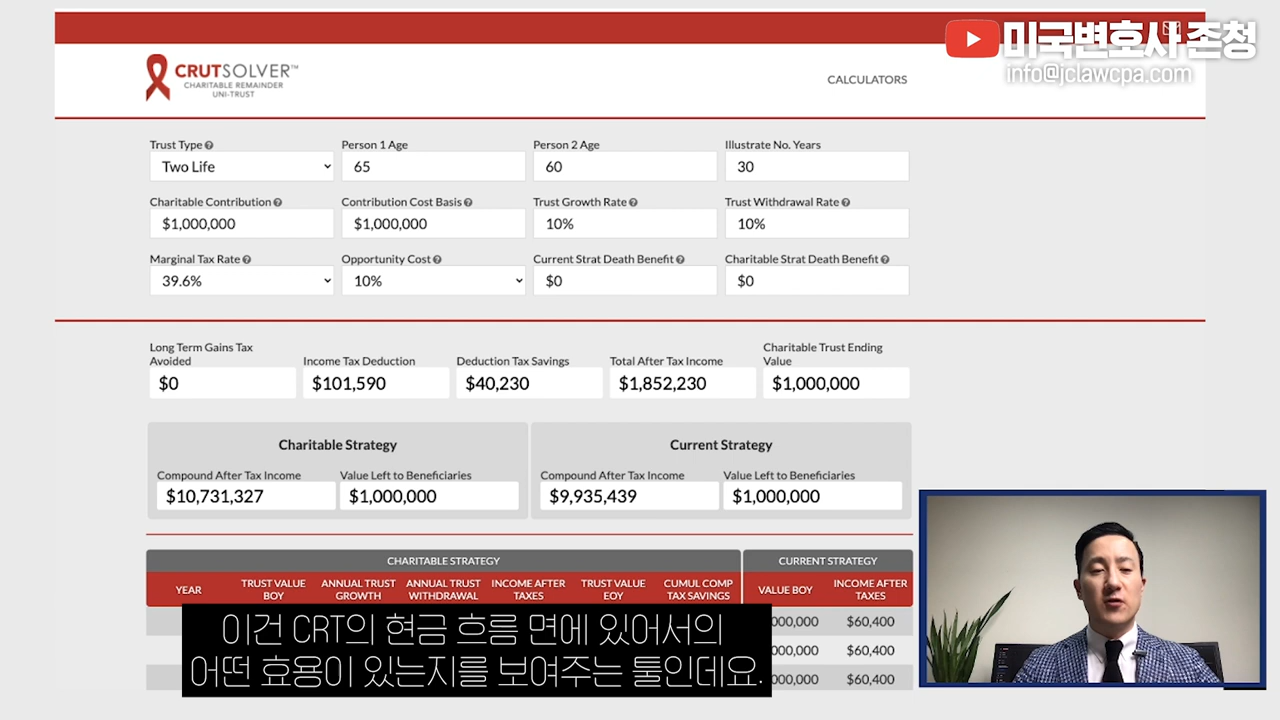 미국변호사 존청
info@jclawcpa.com
CRUTSOLVER™
CHARITABLE REMAINDER
UNI-TRUST
CALCULATORS
Trust Type Person 1 Age Person 2 Age Illustrate No. Years
Two Life 65 60 30
Charitable Contribution Contribution Cost Basis Trust Growth Rate Trust Withdrawal Rate
$1,000,000 $1,000,000 10% 10%
Marginal Tax Rate Opportunity Cost Current Strat Death Benefit Charitable Strat Death Benefit
39.6% 10% $0 $0
Long Term Gains Tax Avoided Income Tax Deduction Deduction Tax Savings Total After Tax Income Charitable Trust Ending Value
$0 $101,590 $40,230 $1,852,230 $1,000,000
Charitable Strategy Current Strategy
Compound After Tax Income Value Left to Beneficiaries Compound After Tax Income Value Left to Beneficiaries
$10,731,327 $1,000,000 $9,935,439 $1,000,000
CHARITABLE STRATEGY CURRENT STRATEGY
YEAR TRUST VALUE BOY ANNUAL TRUST GROWTH ANNUAL TRUST WITHDRAWAL INCOME AFTER TAXES TRUST VALUE EOY CUMUL COMP TAX SAVINGS VALUE BOY INCOME AFTER TAXES
000,000 $60,400
000,000 $60,400
000,000 $60,400
이건 CRT의 현금 흐름 면에 있어서의
어떤 효용이 있는지를 보여주는 툴인데요.